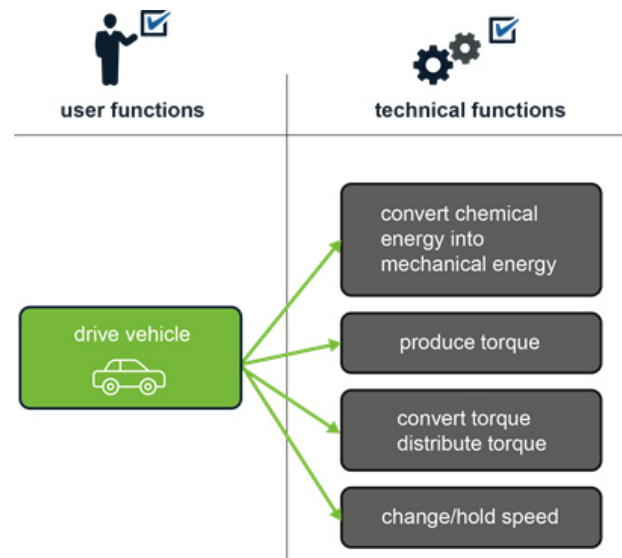 user functions
technical functions
convert chemical
energy into
mechanical energy
drive vehicle
produce torque
convert torque
distribute torque
change/hold speed